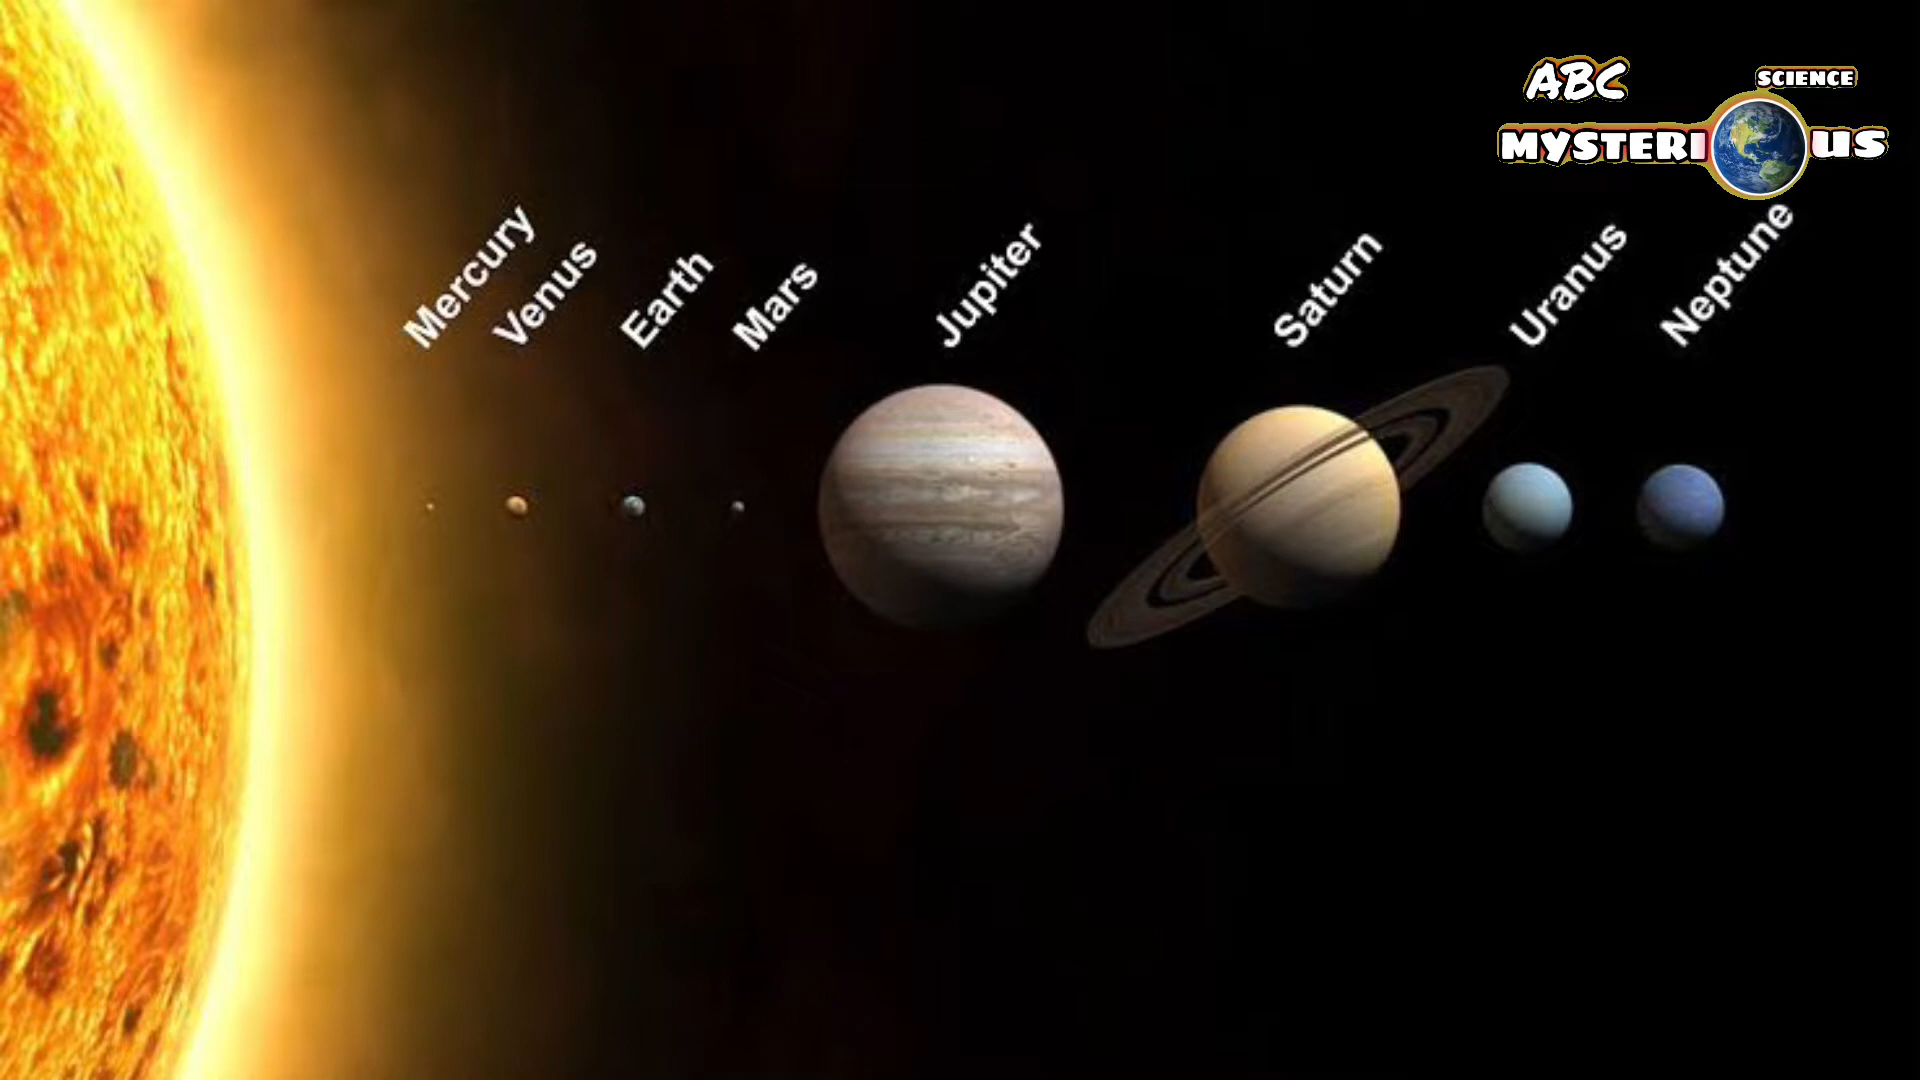 ABC
SCIENCE
MYSTERI US
Mercury
Venus
Earth
Mars
Jupiter
Saturn
Uranus
Neptune